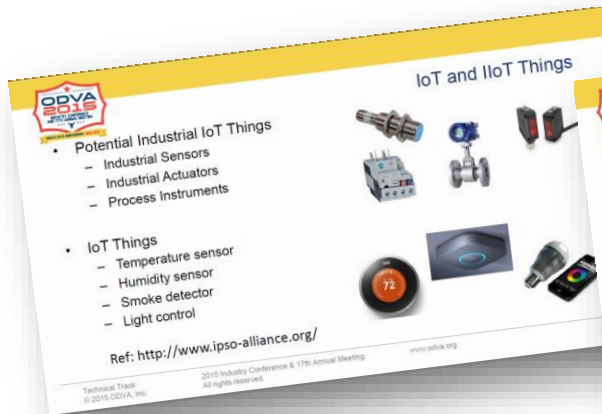 IoT and IIoT Things
ODVA
2015
• Potential Industrial IoT Things
– Industrial Sensors
– Industrial Actuators
– Process Instruments
• IoT Things
– Temperature sensor
– Humidity sensor
– Smoke detector
– Light control
72
Ref: http://www.ipso-alliance.org/
Technical Track
© 2015 ODVA, Inc.
2015 Industry Conference & 17th Annual Meeting
All rights reserved.
www.odva.org